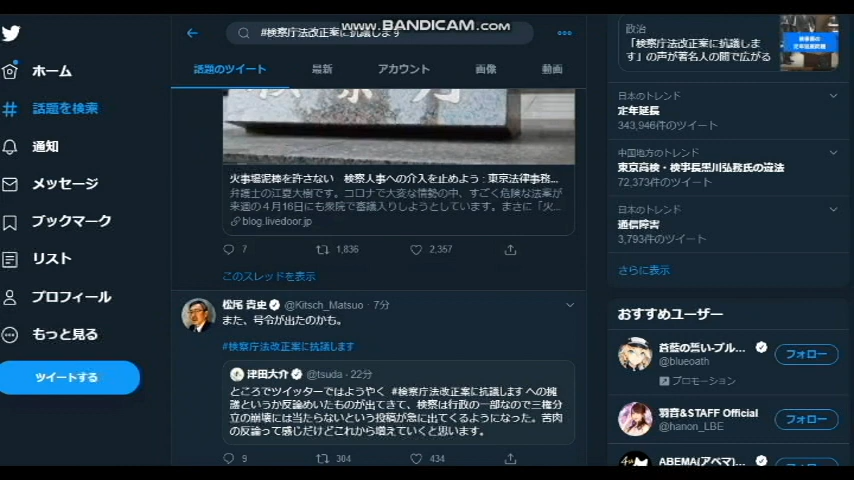 www.BANDICAM.com
#検察庁法改正案に抗議します
話題のツイート
最新
アカウント
画像
動画
ホーム
話題を検索
通知
メッセージ
ブックマーク
リスト
プロフィール
もっと見る
ツイートする
火事場泥棒を許さない 検察人事への介入を止めよう : 東京法律事務...
弁護士の江夏大樹です。コロナで大変な情勢の中、すごく危険な法案が
来週の4月16日にも衆院で審議入りしようとしています。まさに「火...
blog.livedoor.jp
7
1,836
2,357
このスレッドを表示
松尾 貴史 @Kitsch_Matsuo · 7分
また、号令が出たのかも。
#検察庁法改正案に抗議します
津田大介 @tsuda · 22分
ところでツイッターではようやく #検察庁法改正案に抗議します への擁
護というか反論めいたものが出てきて、検察は行政の一部なので三権分
立の崩壊には当たらないという投稿が急に出てくるようになった。苦肉
の反論って感じだけどこれから増えていくと思います。
9
304
434
政治
「検察庁法改正案に抗議しま
す」の声が著名人の間で広がる
検事長の
定年延長問題
日本のトレンド
定年延長
343,946件のツイート
中国地方のトレンド
東京高検・検事長黒川弘務氏の違法
72,373件のツイート
日本のトレンド
通信障害
3,793件のツイート
さらに表示
おすすめユーザー
蒼藍の誓い-ブル...
@blueoath
プロモーション
フォロー
羽音&STAFF Official
@hanon_LBE
フォロー
ABEMA(アベマ)...
フォロー